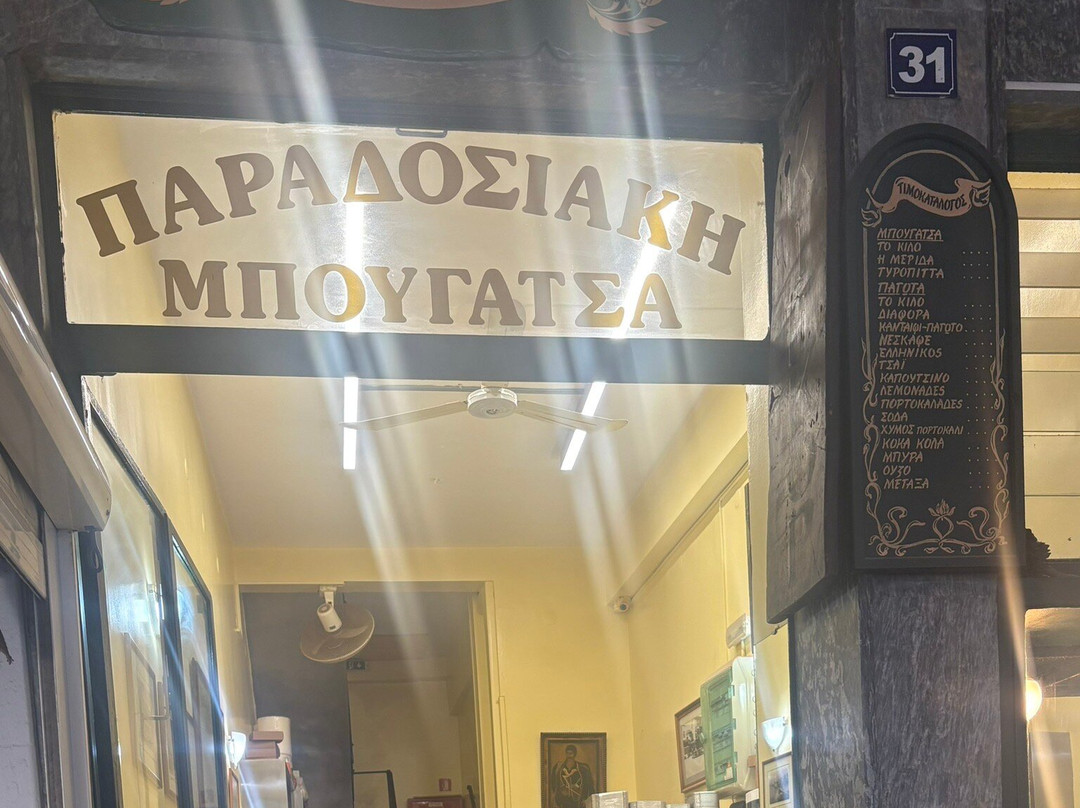 31
ΠΑΡΑΔΟΣΙΑΚΗ
ΜΠΟΥΓΑΤΣΑ
ΤΙΜΟΚΑΤΑΛΟΓΟΣ
ΜΠΟΥΓΑΤΣΑ
ΤΟ ΚΙΛΟ
Η ΜΕΡΙΔΑ
ΤΥΡΟΠΙΤΤΑ
ΠΑΓΩΤΑ
ΤΟ ΚΙΛΟ
ΔΙΑΦΟΡΑ
ΚΑΝΤΑΙΦΙ-ΠΑΓΩΤΟ
ΝΕΣΚΑΦΕ
ΕΛΛΗΝΙΚΟΣ
ΤΣΑΪ
ΚΑΠΟΥΤΣΙΝΟ
ΛΕΜΟΝΑΔΕΣ
ΠΟΡΤΟΚΑΛΑΔΕΣ
ΣΟΔΑ
ΧΥΜΟΣ ΠΟΡΤΟΚΑΛΙ
ΚΟΚΑ ΚΟΛΑ
ΜΠΥΡΑ
ΟΥΖΟ
ΜΕΤΑΞΑ